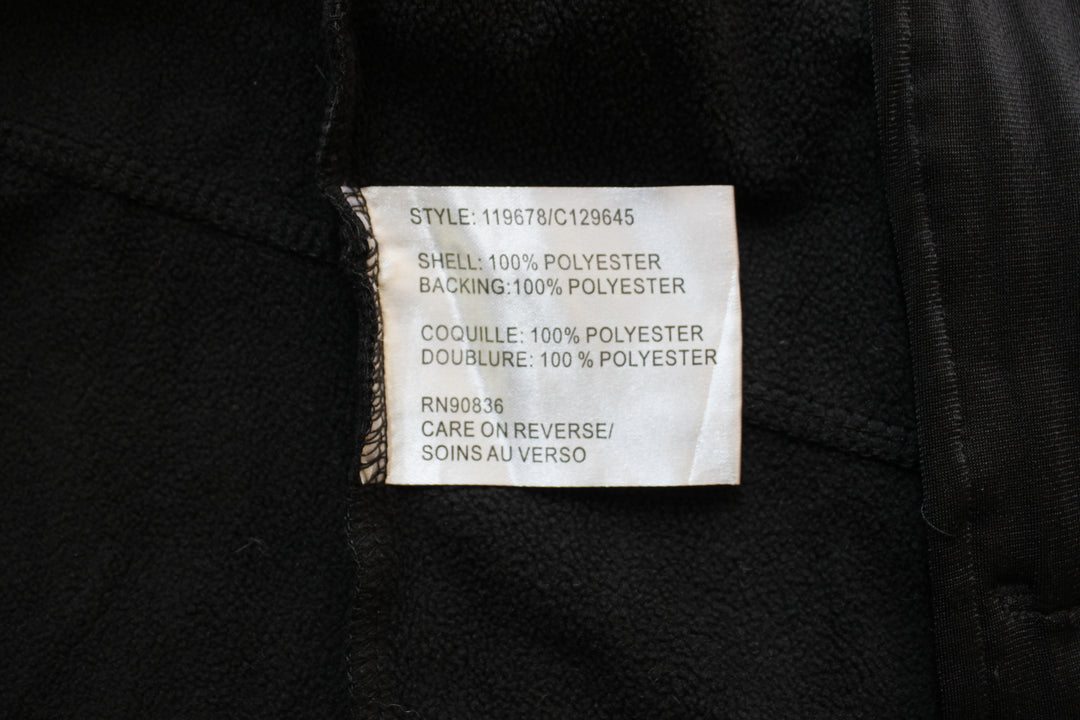 STYLE: 119678/C129645
SHELL: 100% POLYESTER
BACKING:100% POLYESTER
COQUILLE: 100% POLYESTER
DOUBLURE: 100 % POLYESTER
RN90836
CARE ON REVERSE/
SOINS AU VERSO